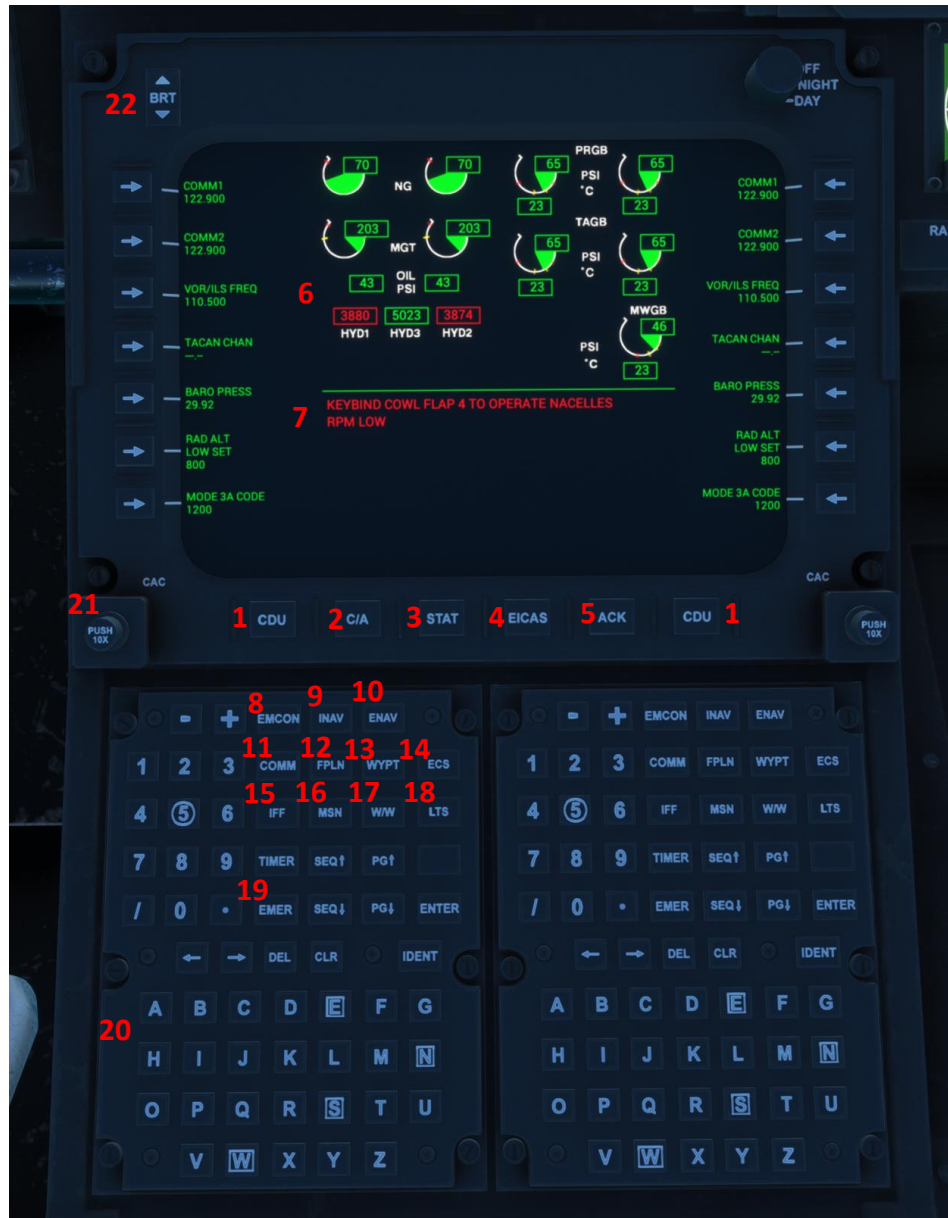 22
BRT
OFF
NIGHT
-DAY
COMM1
122.900
COMM2
122.900
VOR/ILS FREQ
110.500
TACAN CHAN
---.--
BARO PRESS
29.92
RAD ALT
LOW SET
800
MODE 3A CODE
1200
70 NG 70
203 MGT 203
6
43 OIL PSI 43
3880 5023 3874
HYD1 HYD3 HYD2
PRGB
65 PSI 65
°C
23 23
TAGB
65 PSI 65
°C
23 23
MWGB
46
PSI
°C
23
7
KEYBIND COWL FLAP 4 TO OPERATE NACELLES
RPM LOW
COMM1
122.900
COMM2
122.900
VOR/ILS FREQ
110.500
TACAN CHAN
---.--
BARO PRESS
29.92
RAD ALT
LOW SET
800
MODE 3A CODE
1200
RA
CAC
CAC
21
PUSH
10X
1 CDU 2 C/A 3 STAT 4 EICAS 5 ACK CDU 1
PUSH
10X
8 9 10
- + EMCON INAV ENAV
11 12 13 14
1 2 3 COMM FPLN WYPT ECS
15 16 17 18
4 5 6 IFF MSN W/W LTS
7 8 9 TIMER SEQ↑ PG↑
19
/ 0 . EMER SEQ↓ PG↓ ENTER
← → DEL CLR IDENT
A B C D E F G
20
H I J K L M N
O P Q R S T U
V W X Y Z
- + EMCON INAV ENAV
1 2 3 COMM FPLN WYPT ECS
4 5 6 IFF MSN W/W LTS
7 8 9 TIMER SEQ↑ PG↑
/ 0 . EMER SEQ↓ PG↓ ENTER
← → DEL CLR IDENT
A B C D E F G
H I J K L M N
O P Q R S T U
V W X Y Z